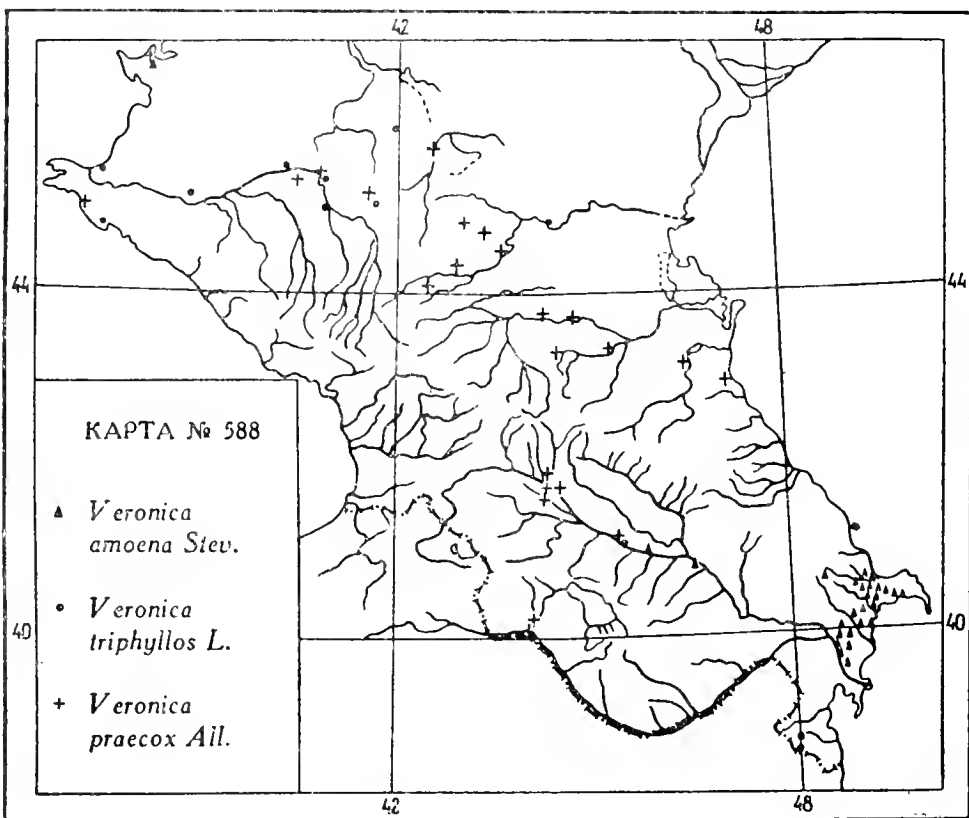 42 48
44 44
КАРТА № 588
Veronica
amoena Stev.
Veronica
triphyllos L.
Veronica
praecox All.
40 40
42 48